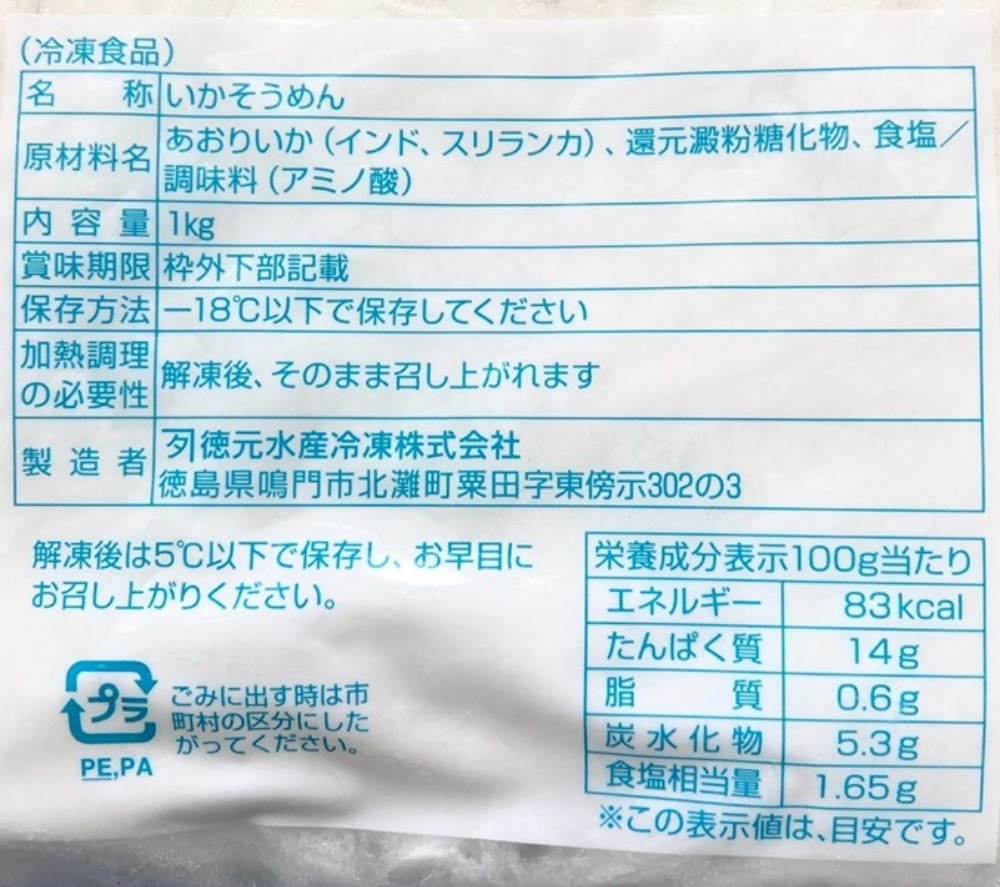 (冷凍食品)
名 称 いかそうめん
原材料名 あおりいか(インド、スリランカ)、還元澱粉糖化物、食塩/
調味料(アミノ酸)
内容量 1kg
賞味期限 枠外下部記載
保存方法 -18℃以下で保存してください
加熱調理
の必要性
解凍後、そのまま召し上がれます
製造者
徳元水産冷凍株式会社
徳島県鳴門市北灘町粟田字東傍示302の3
解凍後は5℃以下で保存し、お早目に
お召し上がりください。
栄養成分表示100g当たり
エネルギー 83kcal
たんぱく質 14g
脂質 0.6g
炭水化物 5.3g
食塩相当量 1.65g
※この表示値は、目安です。
プラ
ごみに出す時は市
町村の区分にした
がってください。
PE,PA